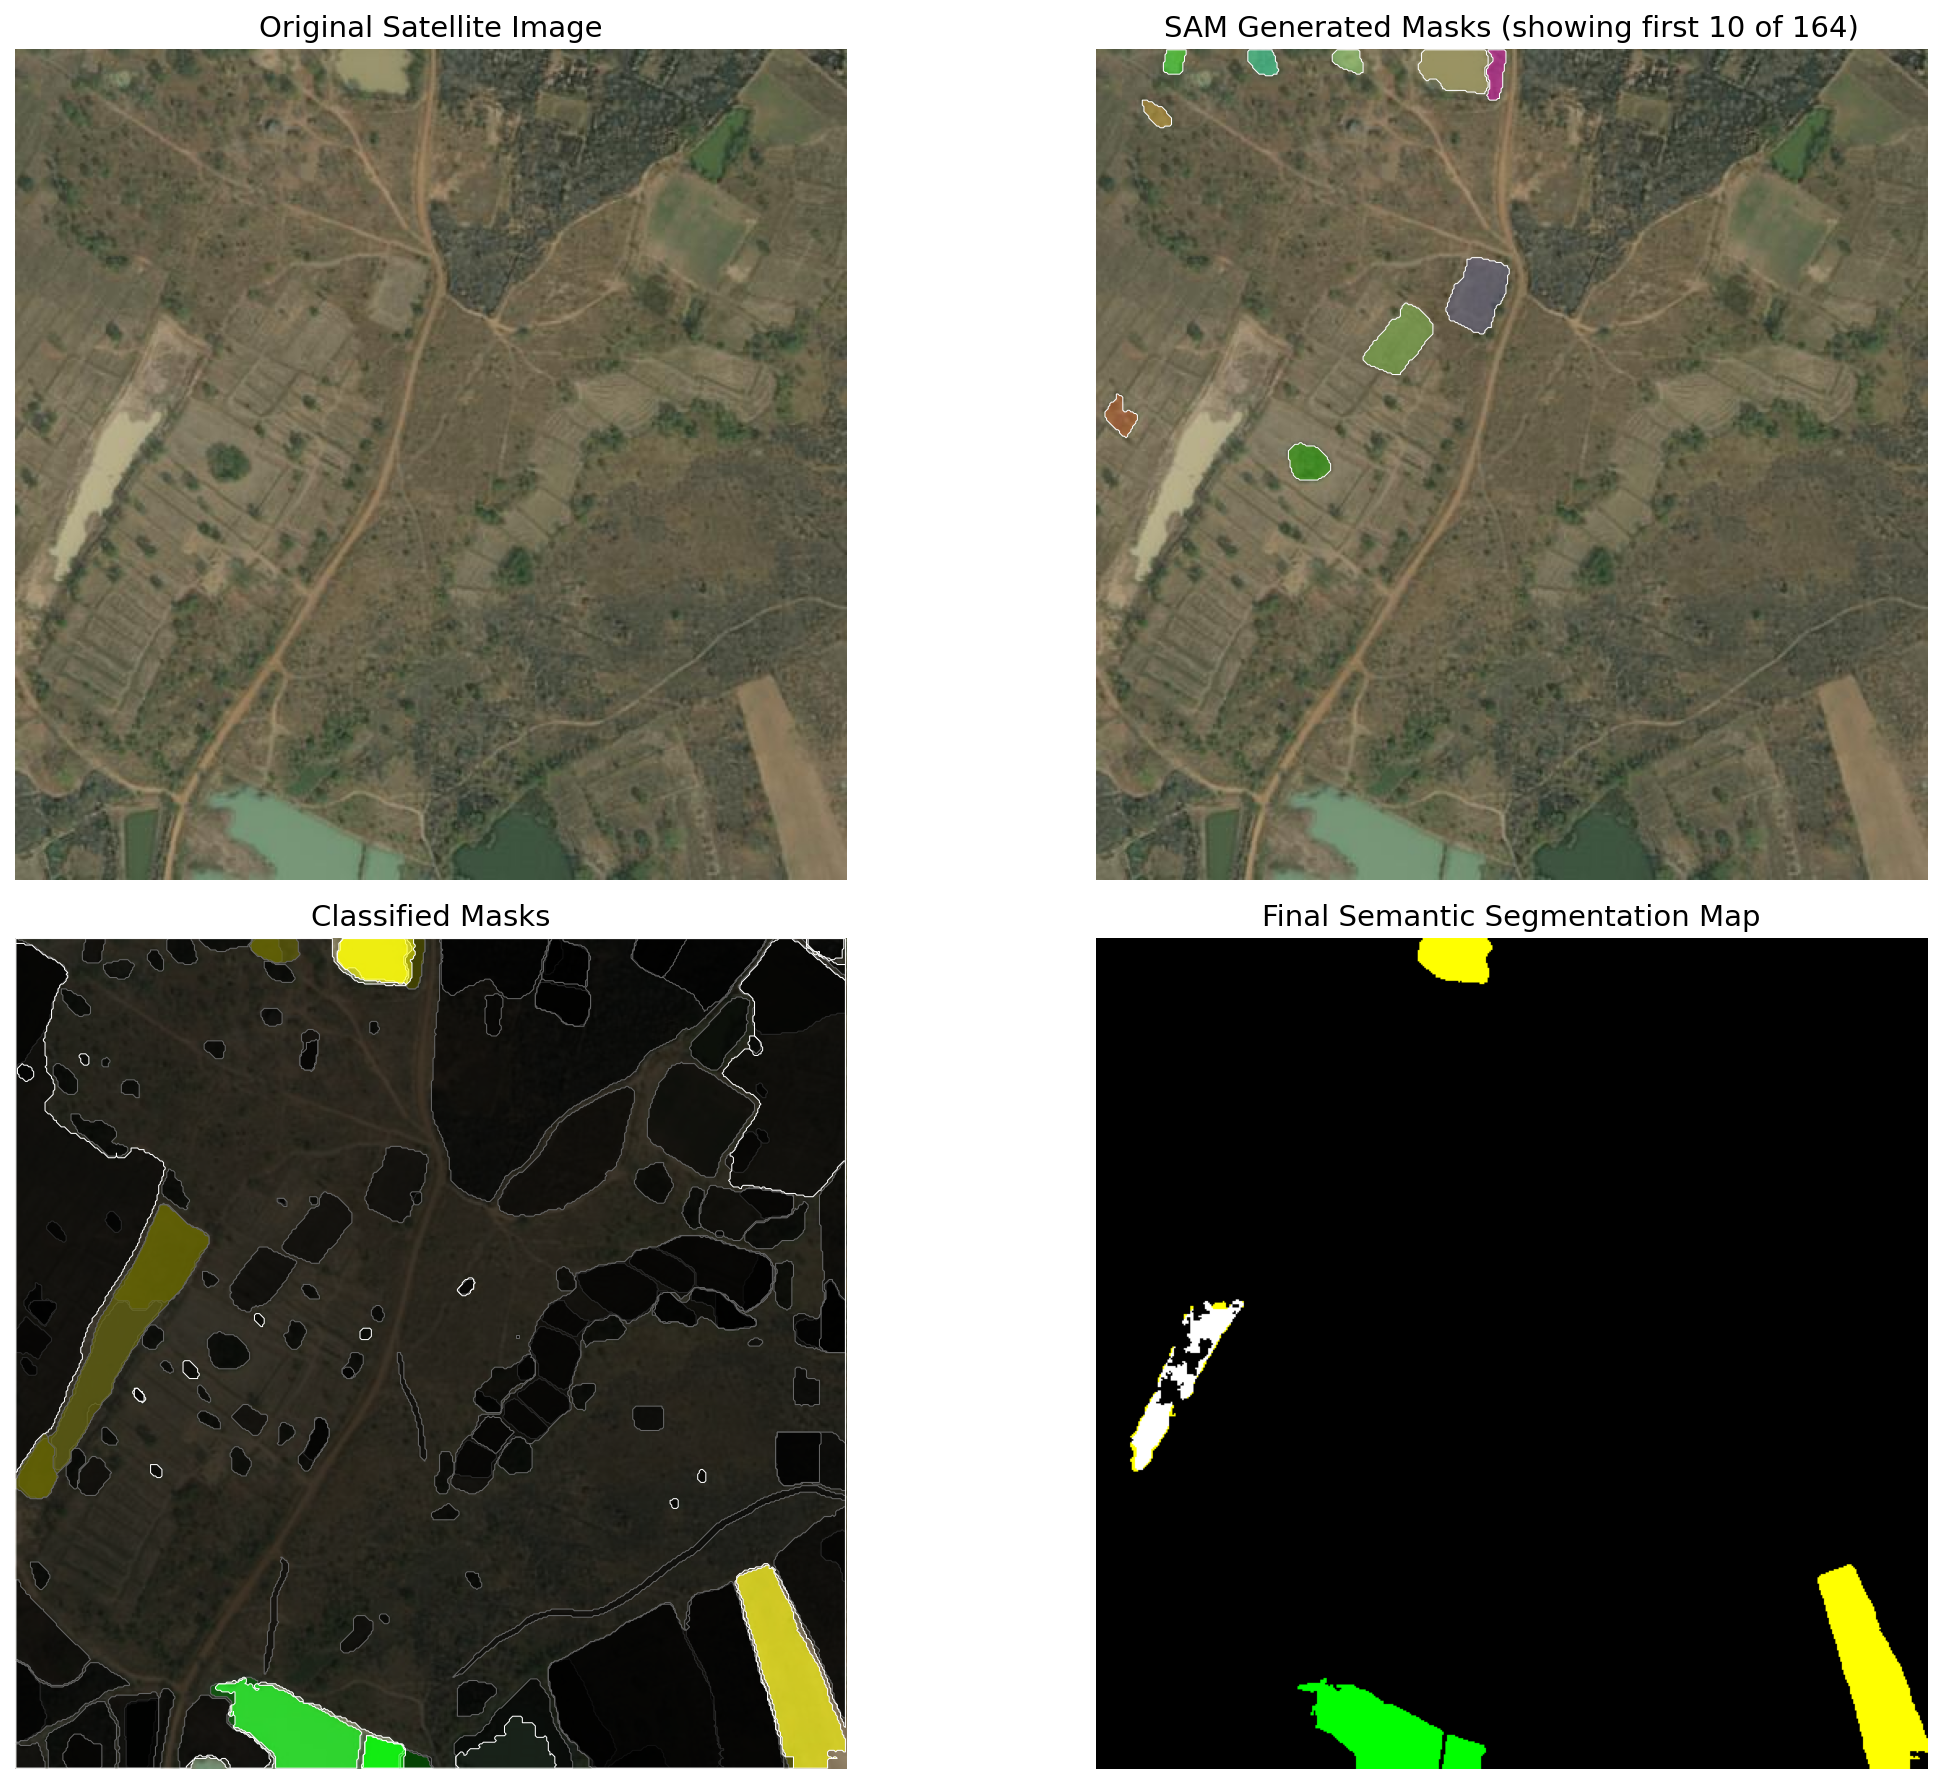 Original Satellite Image
SAM Generated Masks (showing first 10 of 164)
Classified Masks
Final Semantic Segmentation Map